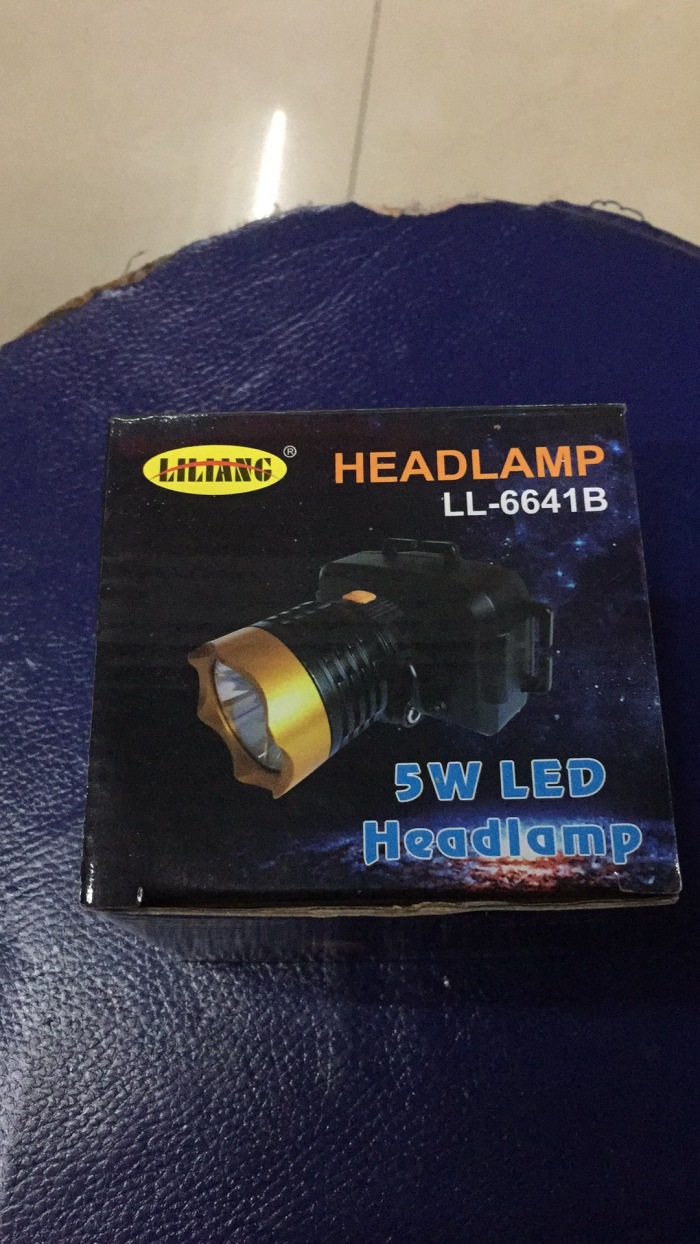 LILIANG®
HEADLAMP
LL-6641B
5W LED
Headlamp